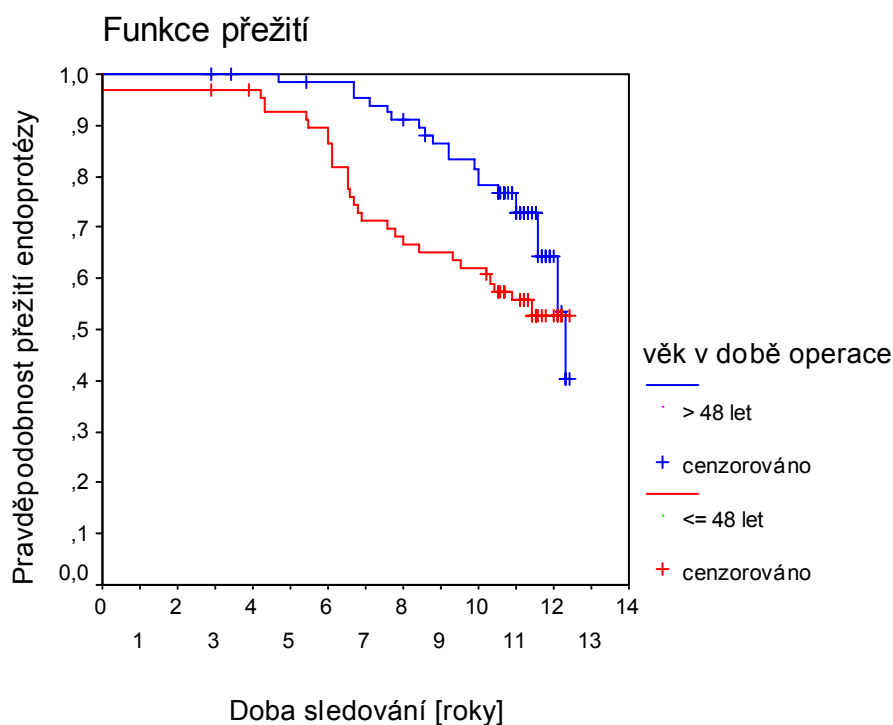 Funkce přežití
Pravděpodobnost přežití endoprotézy
1,0
,9
,8
,7
,6
,5
,4
,3
,2
,1
0,0
0 2 4 6 8 10 12 14
1 3 5 7 9 11 13
Doba sledování [roky]
věk v době operace
> 48 let
cenzorováno
<= 48 let
cenzorováno